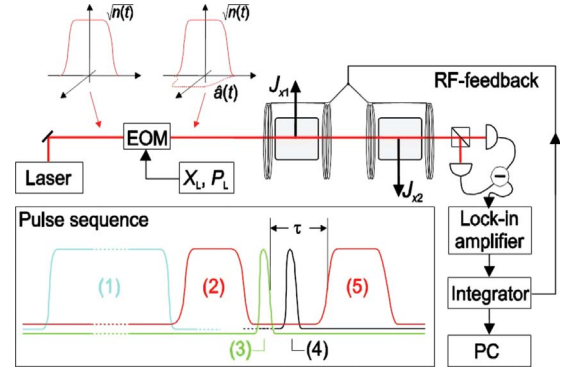 √n(t)
√n(t)
â(t)
RF-feedback
Jx1
EOM
Laser
XL, PL
Jx2
−
Lock-in
amplifier
Integrator
PC
Pulse sequence
τ
(1)
(2)
(5)
(3)
(4)